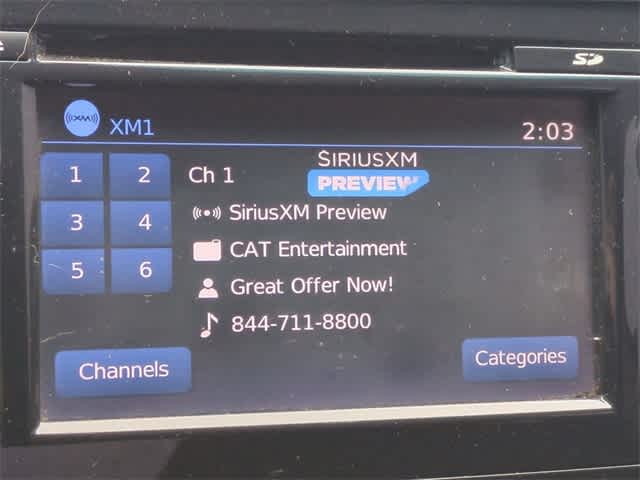 SD
XM
XM1
2:03
SIRIUSXM
PREVIEW
1
2
Ch 1
SiriusXM Preview
3
4
CAT Entertainment
5
6
Great Offer Now!
844-711-8800
Channels
Categories